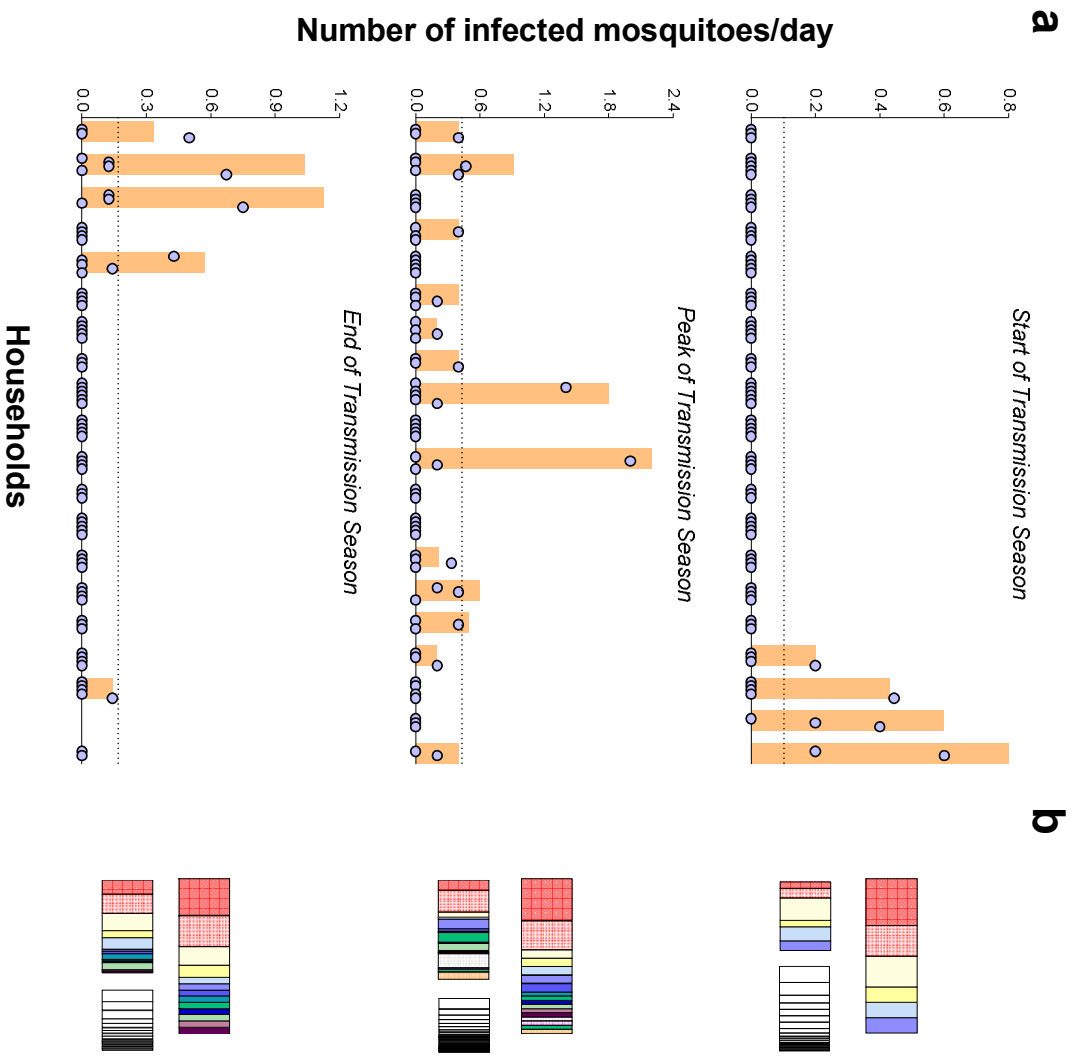 a
Number of infected mosquitoes/day
Start of Transmission Season
0.0 0.2 0.4 0.6 0.8
Peak of Transmission Season
0.0 0.6 1.2 1.8 2.4
End of Transmission Season
0.0 0.3 0.6 0.9 1.2
Households
b